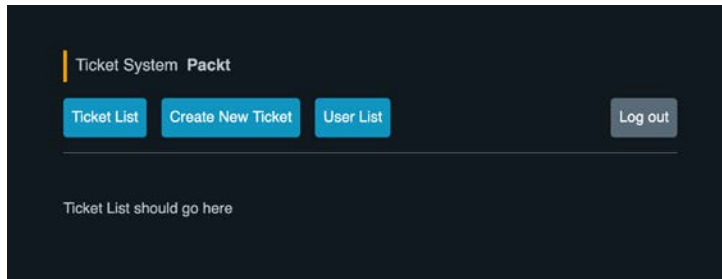 Ticket System Packt
Ticket List Create New Ticket User List Log out
Ticket List should go here